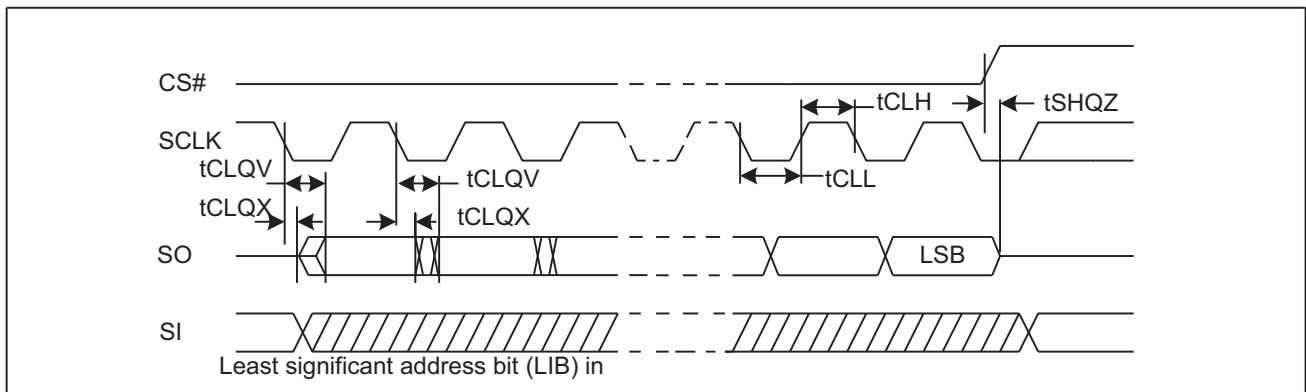 CS#
tCLH
tSHQZ
SCLK
tCLQV
tCLQV
tCLL
tCLQX
tCLQX
SO
LSB
SI
Least significant address bit (LIB) in